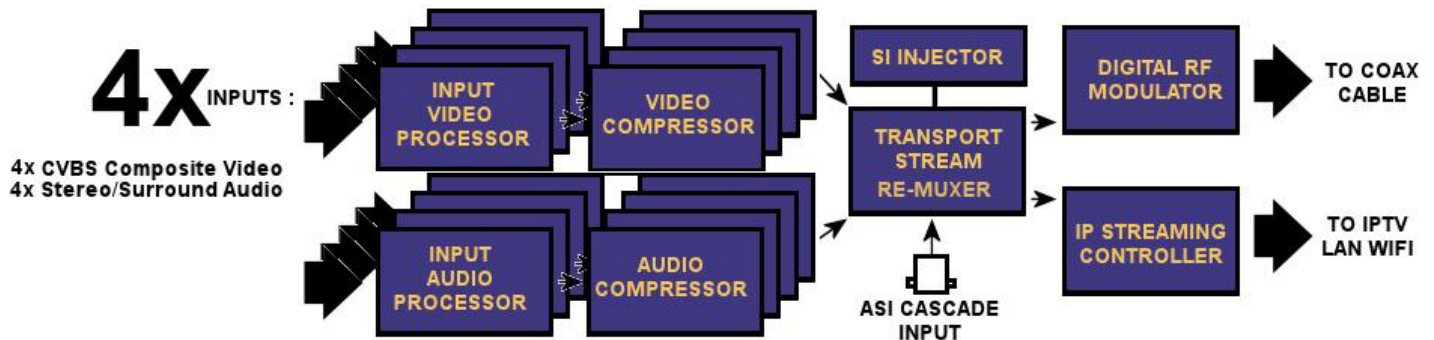 4x INPUTS :
4x CVBS Composite Video
4x Stereo/Surround Audio
INPUT
VIDEO
PROCESSOR
VIDEO
COMPRESSOR
INPUT
AUDIO
PROCESSOR
AUDIO
COMPRESSOR
SI INJECTOR
TRANSPORT
STREAM
RE-MUXER
ASI CASCADE
INPUT
DIGITAL RF
MODULATOR
TO COAX
CABLE
IP STREAMING
CONTROLLER
TO IPTV
LAN WIFI